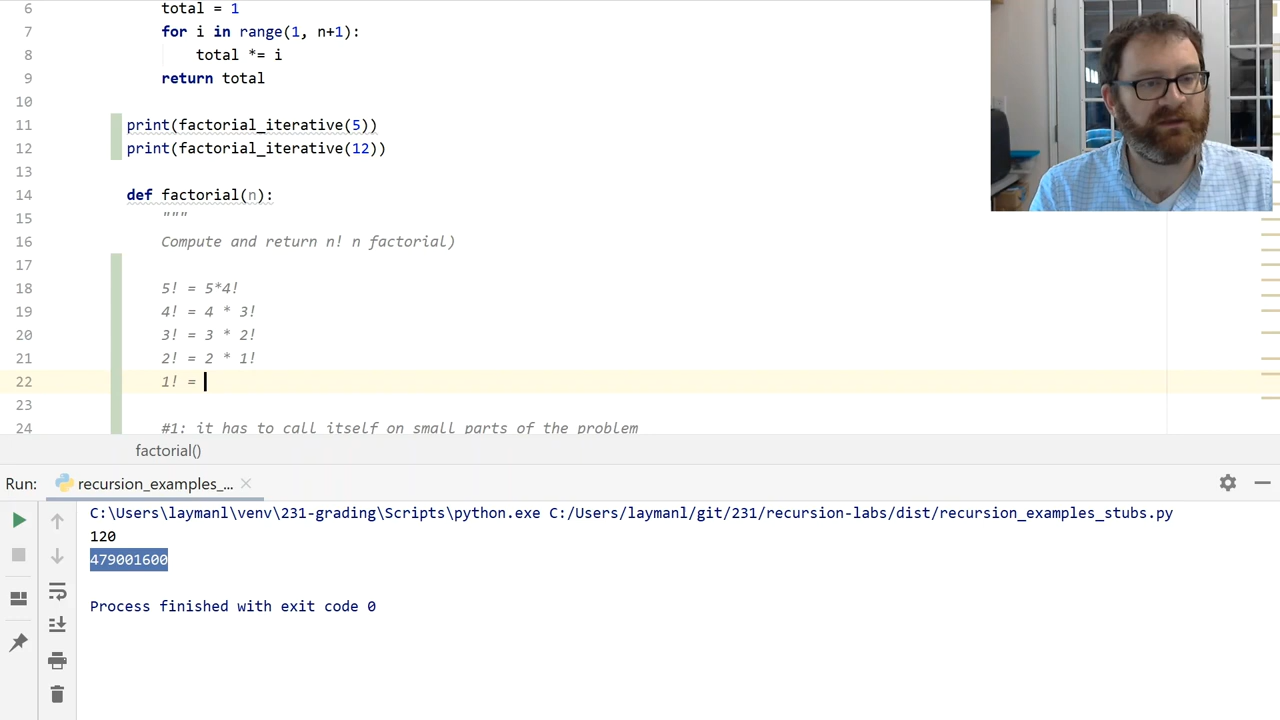 6 total = 1
7 for i in range(1, n+1):
8 total *= i
9 return total
10
11 print(factorial_iterative(5))
12 print(factorial_iterative(12))
13
14 def factorial(n):
15 """
16 Compute and return n! n factorial)
17
18 5! = 5*4!
19 4! = 4 * 3!
20 3! = 3 * 2!
21 2! = 2 * 1!
22 1! =
23
24 #1: it has to call itself on small parts of the problem
factorial()
Run: recursion_examples_...
C:\Users\laymanl\venv\231-grading\Scripts\python.exe C:/Users/laymanl/git/231/recursion-labs/dist/recursion_examples_stubs.py
120
479001600
Process finished with exit code 0